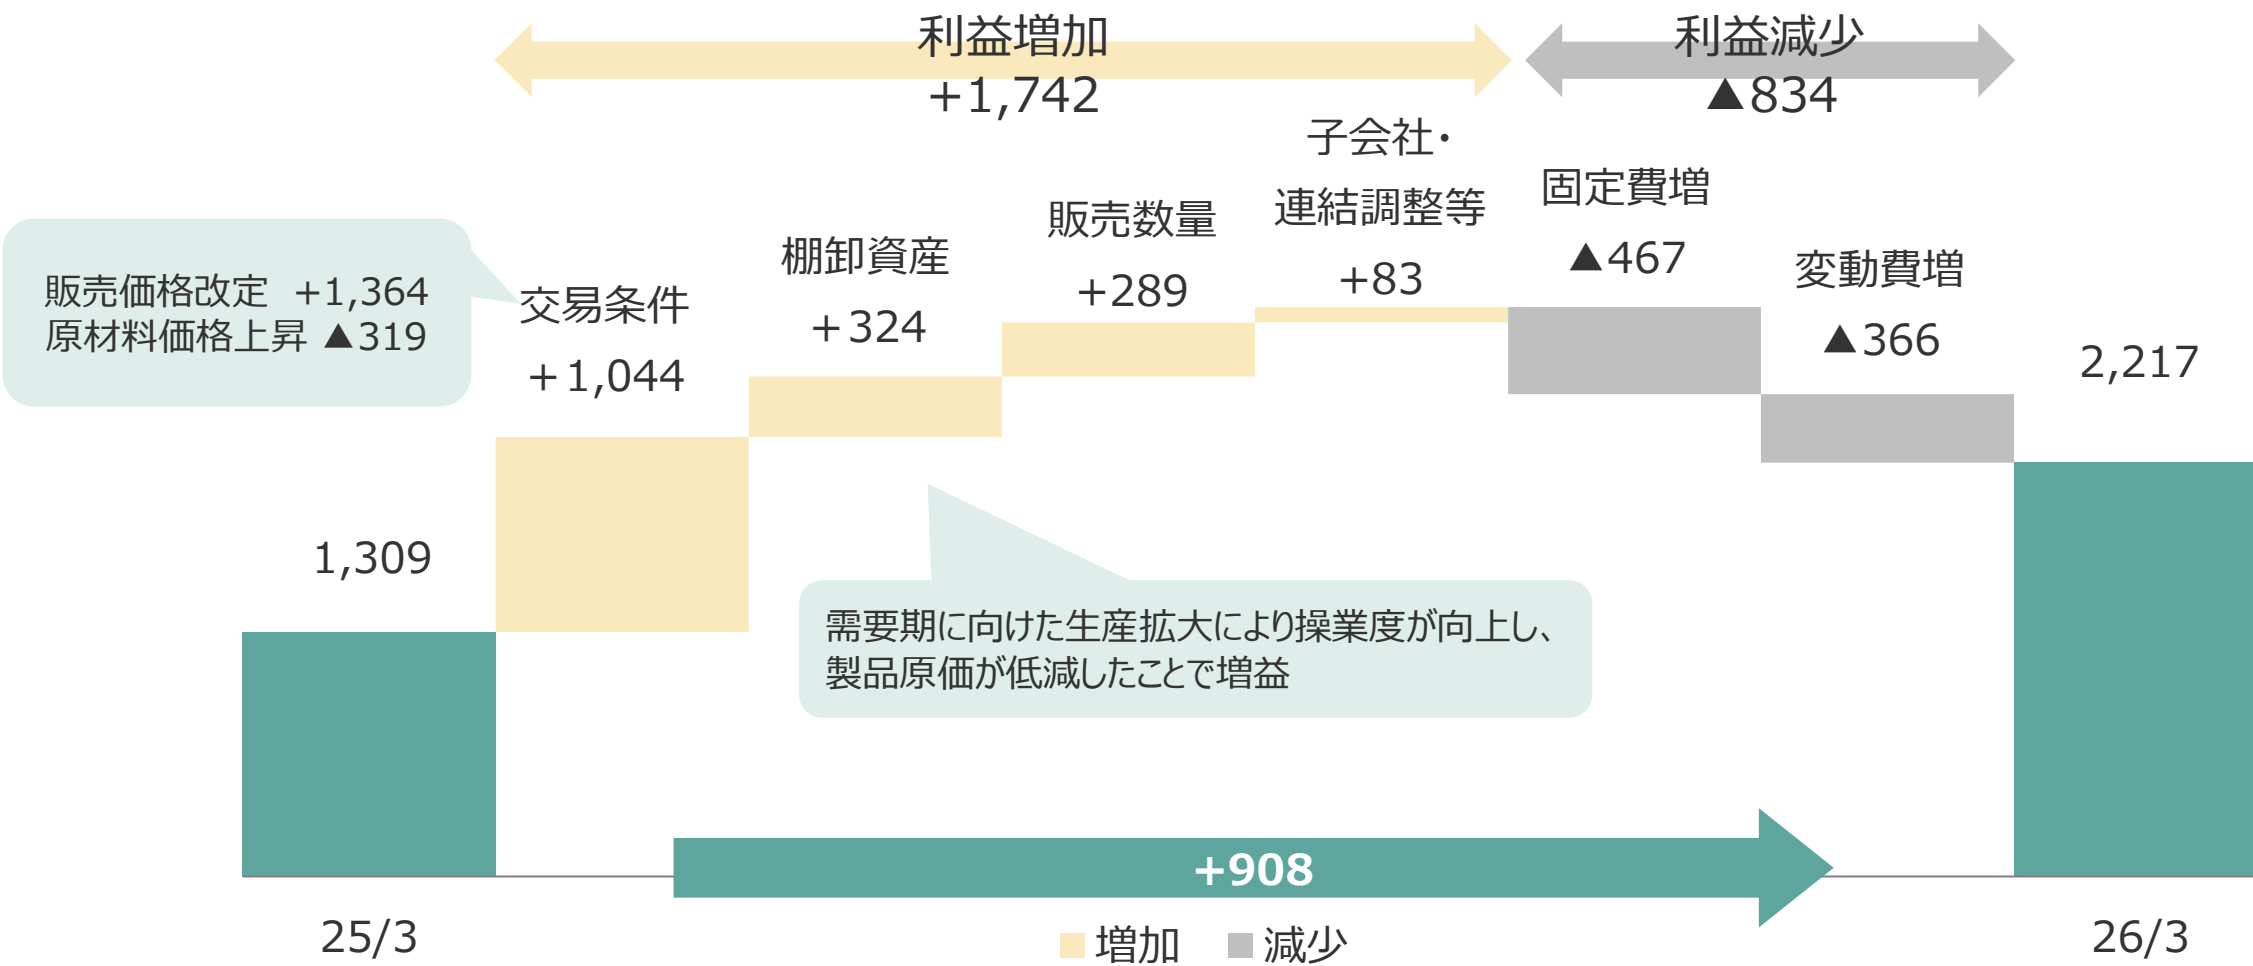 利益増加
+1,742
利益減少
▲834
販売価格改定 +1,364
原材料価格上昇 ▲319
交易条件
+1,044
棚卸資産
+324
販売数量
+289
子会社・
連結調整等
+83
固定費増
▲467
変動費増
▲366
1,309
2,217
需要期に向けた生産拡大により操業度が向上し、
製品原価が低減したことで増益
+908
25/3
26/3
増加
減少